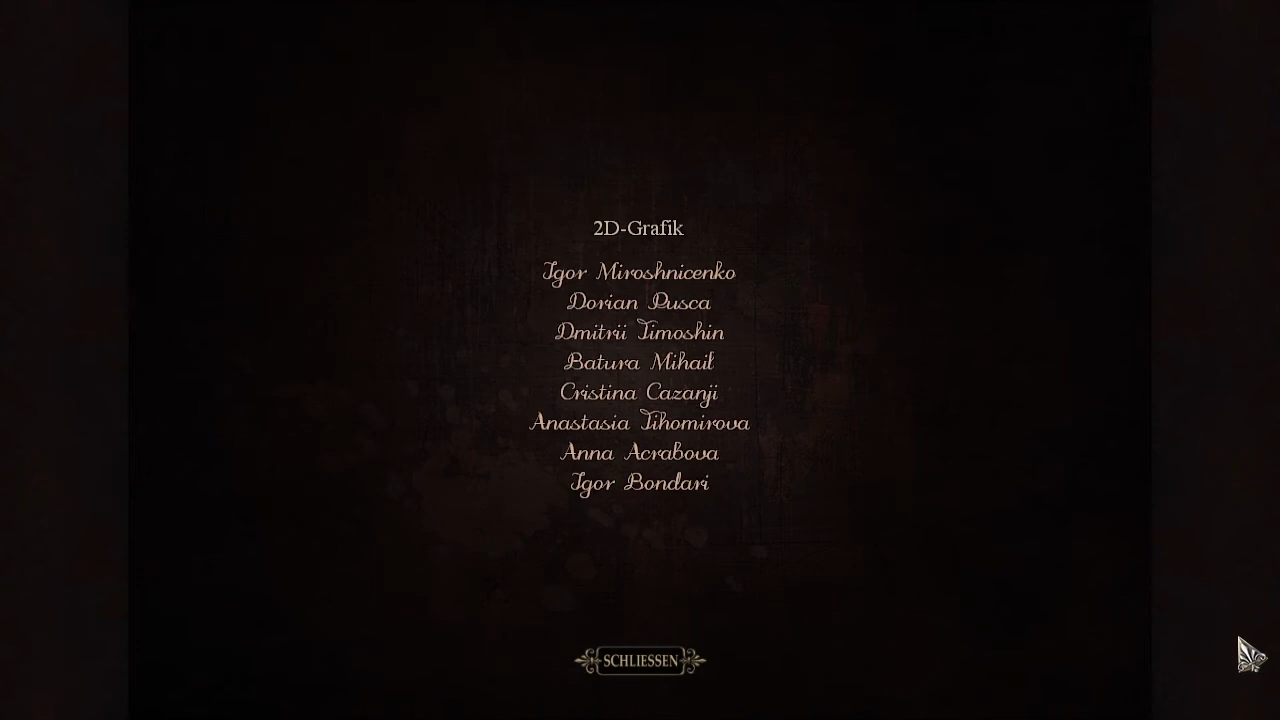 2D-Grafik
Igor Miroshnicenko
Dorian Pusca
Dmitrii Timoshin
Batura Mihail
Cristina Cazanji
Anastasia Tihomirova
Anna Acrabova
Igor Bondari
SCHLIESSEN